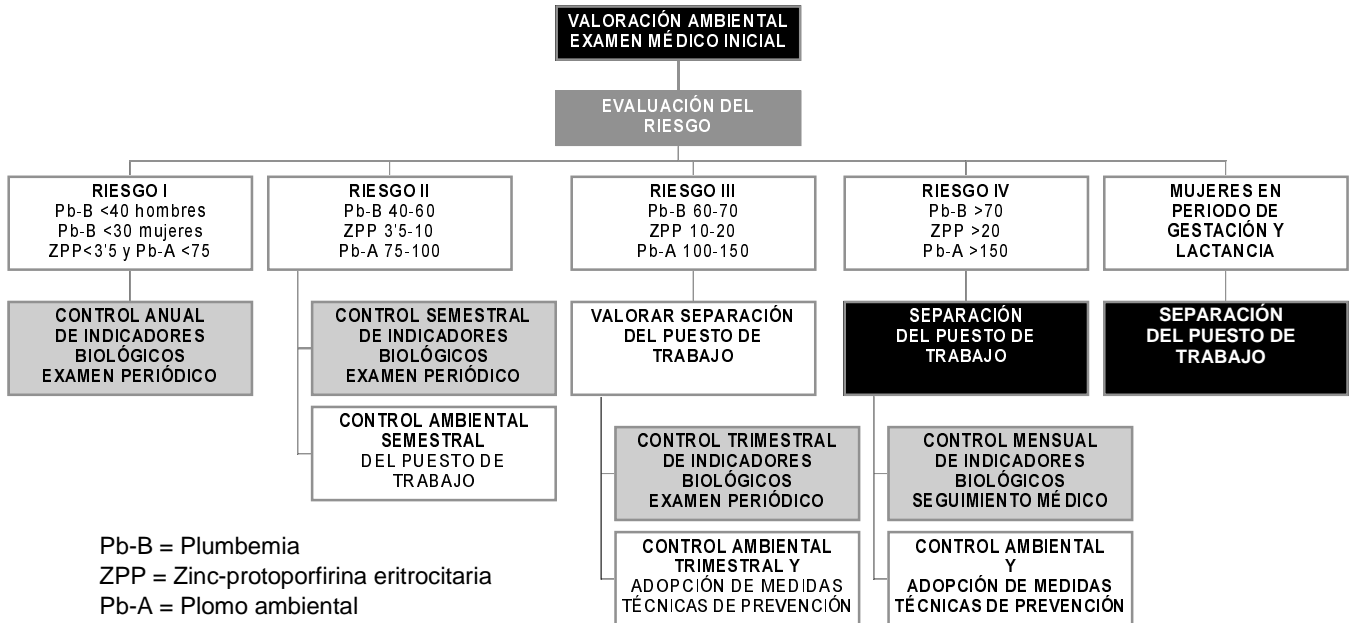 VALORACIÓN AMBIENTAL
EXAMEN MÉDICO INICIAL
EVALUACIÓN DEL
RIESGO
RIESGO I
Pb-B <40 hombres
Pb-B <30 mujeres
ZPP<3'5 y Pb-A <75
RIESGO II
Pb-B 40-60
ZPP 3'5-10
Pb-A 75-100
RIESGO III
Pb-B 60-70
ZPP 10-20
Pb-A 100-150
RIESGO IV
Pb-B >70
ZPP >20
Pb-A >150
MUJERES EN
PERIODO DE
GESTACIÓN Y
LACTANCIA
CONTROL ANUAL
DE INDICADORES
BIOLÓGICOS
EXAMEN PERIÓDICO
CONTROL SEMESTRAL
DE INDICADORES
BIOLÓGICOS
EXAMEN PERIÓDICO
VALORAR SEPARACIÓN
DEL PUESTO DE
TRABAJO
SEPARACIÓN
DEL PUESTO DE
TRABAJO
SEPARACIÓN
DEL PUESTO DE
TRABAJO
CONTROL AMBIENTAL
SEMESTRAL
DEL PUESTO DE
TRABAJO
CONTROL TRIMESTRAL
DE INDICADORES
BIOLÓGICOS
EXAMEN PERIÓDICO
CONTROL MENSUAL
DE INDICADORES
BIOLÓGICOS
SEGUIMIENTO MÉDICO
CONTROL AMBIENTAL
TRIMESTRAL Y
ADOPCIÓN DE MEDIDAS
TÉCNICAS DE PREVENCIÓN
CONTROL AMBIENTAL
Y
ADOPCIÓN DE MEDIDAS
TÉCNICAS DE PREVENCIÓN
Pb-B = Plumbemia
ZPP = Zinc-protoporfirina eritrocitaria
Pb-A = Plomo ambiental